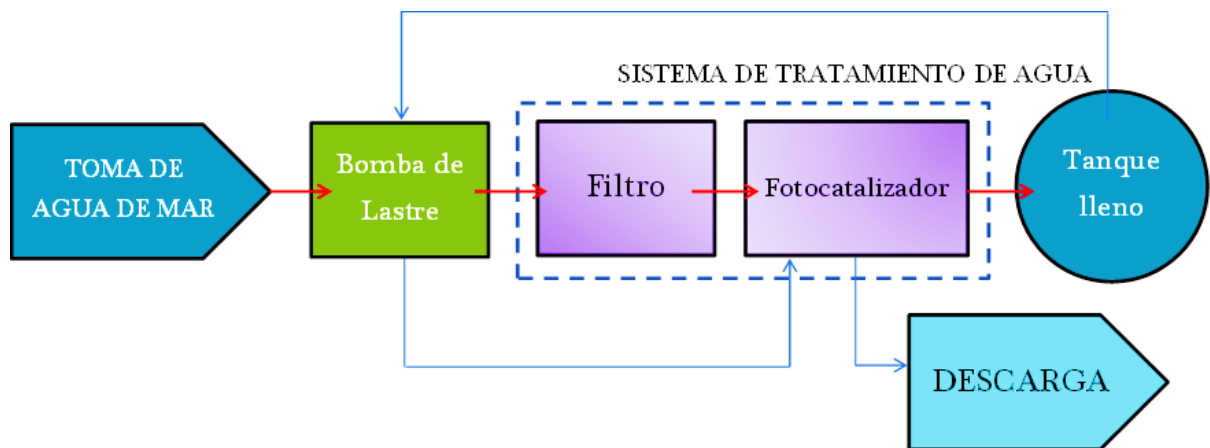 SISTEMA DE TRATAMIENTO DE AGUA
TOMA DE
AGUA DE MAR
Bomba de
Lastre
Filtro
Fotocatalizador
Tanque
lleno
DESCARGA